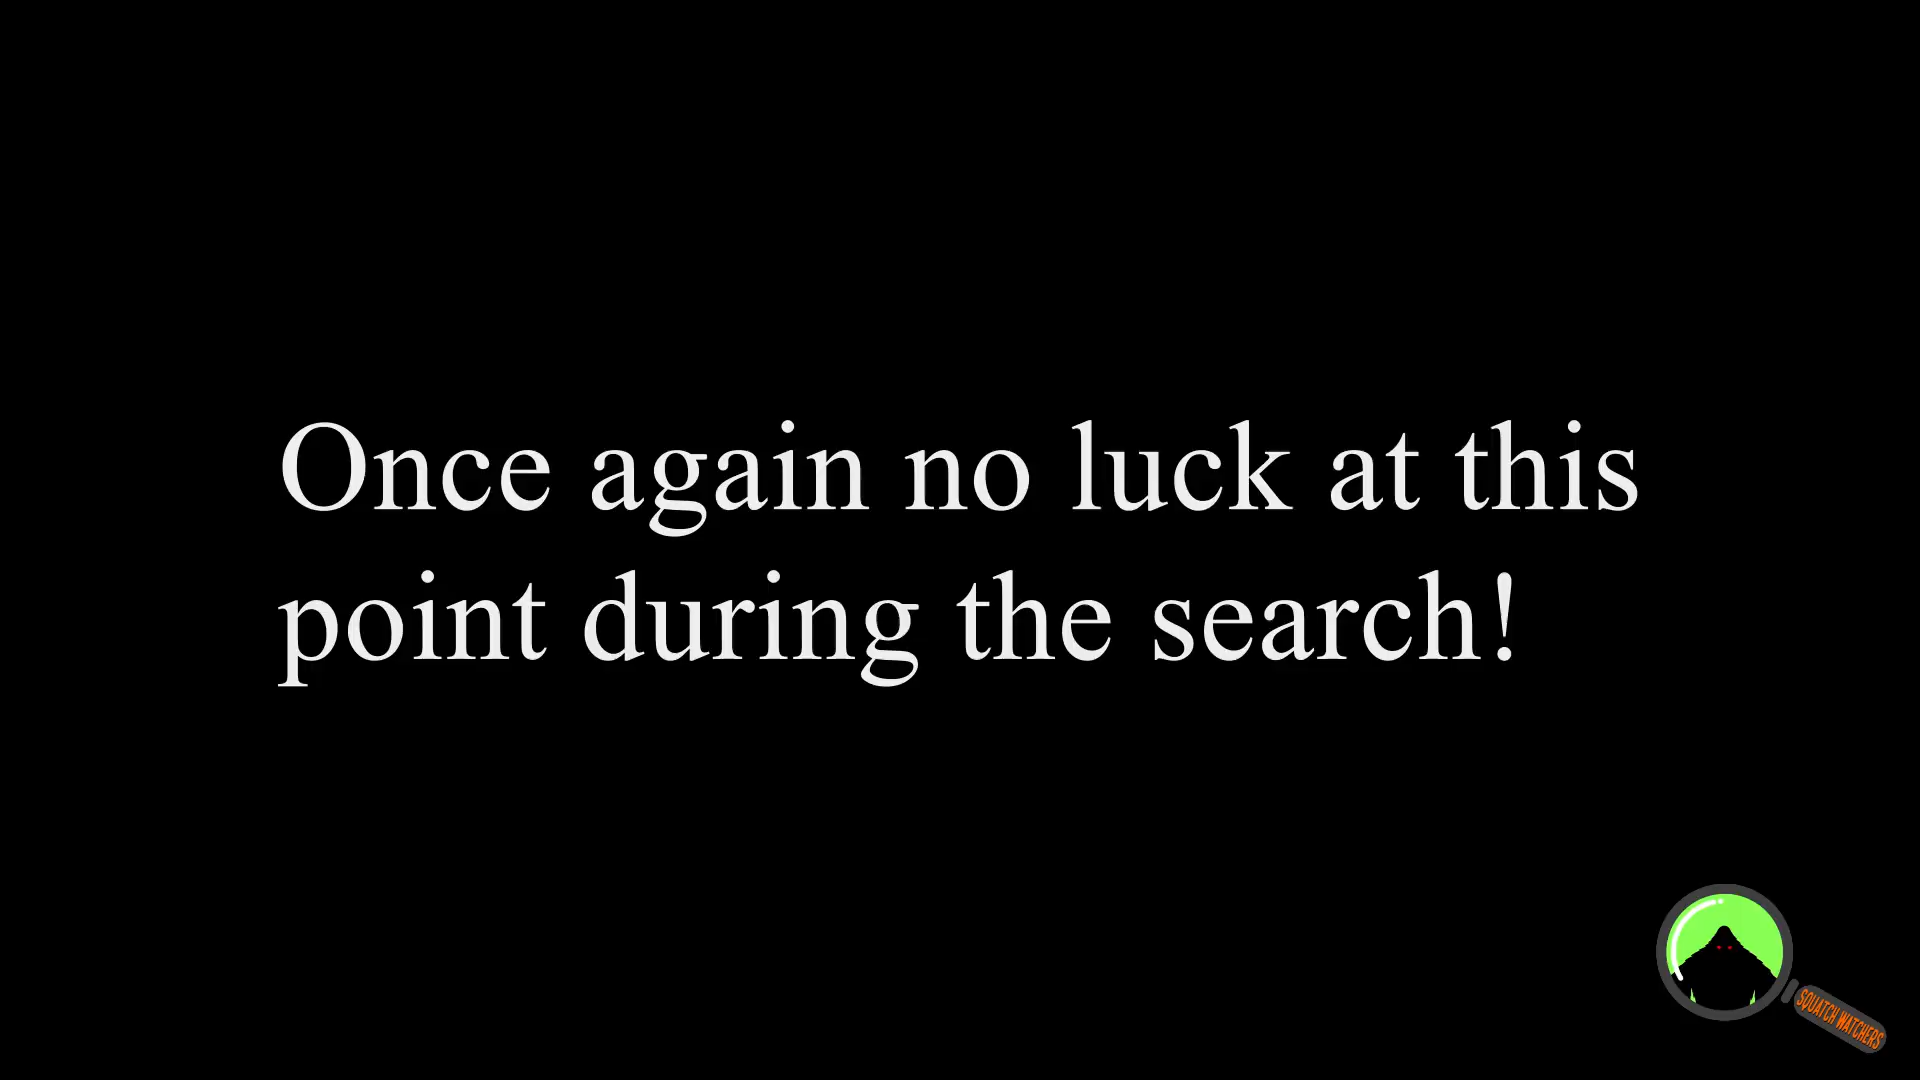 Once again no luck at this
point during the search!
SQUATCH WATCHERS